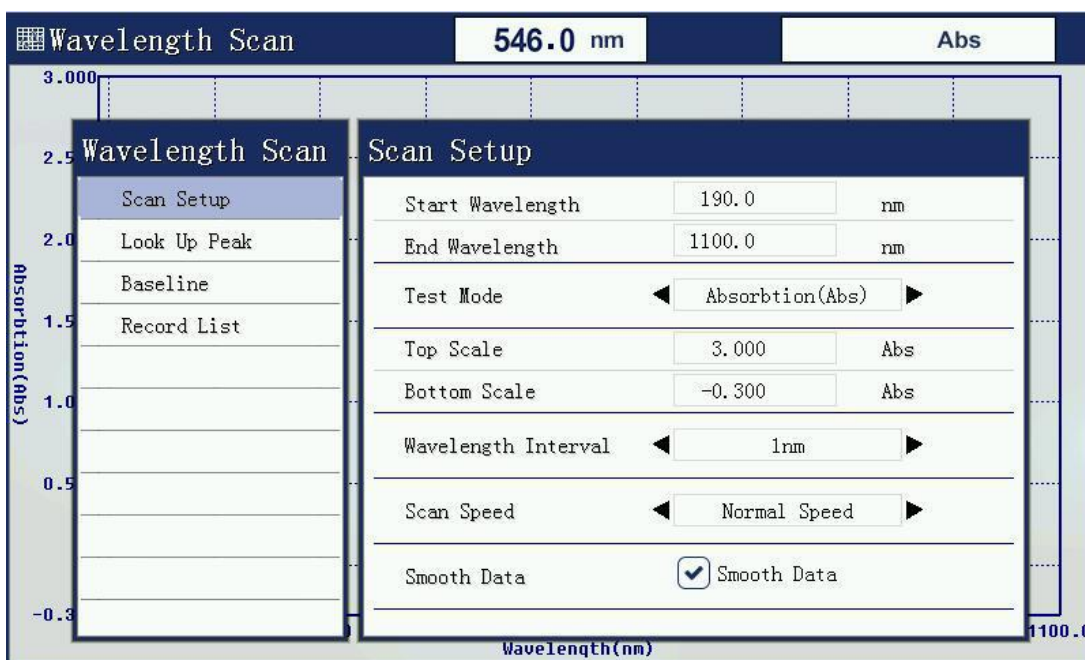 Wavelength Scan 546.0 nm Abs
3.000
2.5
2.0
1.5
1.0
0.5
-0.3
Absorbtion(Abs)
Wavelength Scan
Scan Setup
Look Up Peak
Baseline
Record List
Scan Setup
Start Wavelength 190.0 nm
End Wavelength 1100.0 nm
Test Mode Absorbtion(Abs)
Top Scale 3.000 Abs
Bottom Scale -0.300 Abs
Wavelength Interval 1nm
Scan Speed Normal Speed
Smooth Data Smooth Data
1100.0
Wavelength(nm)